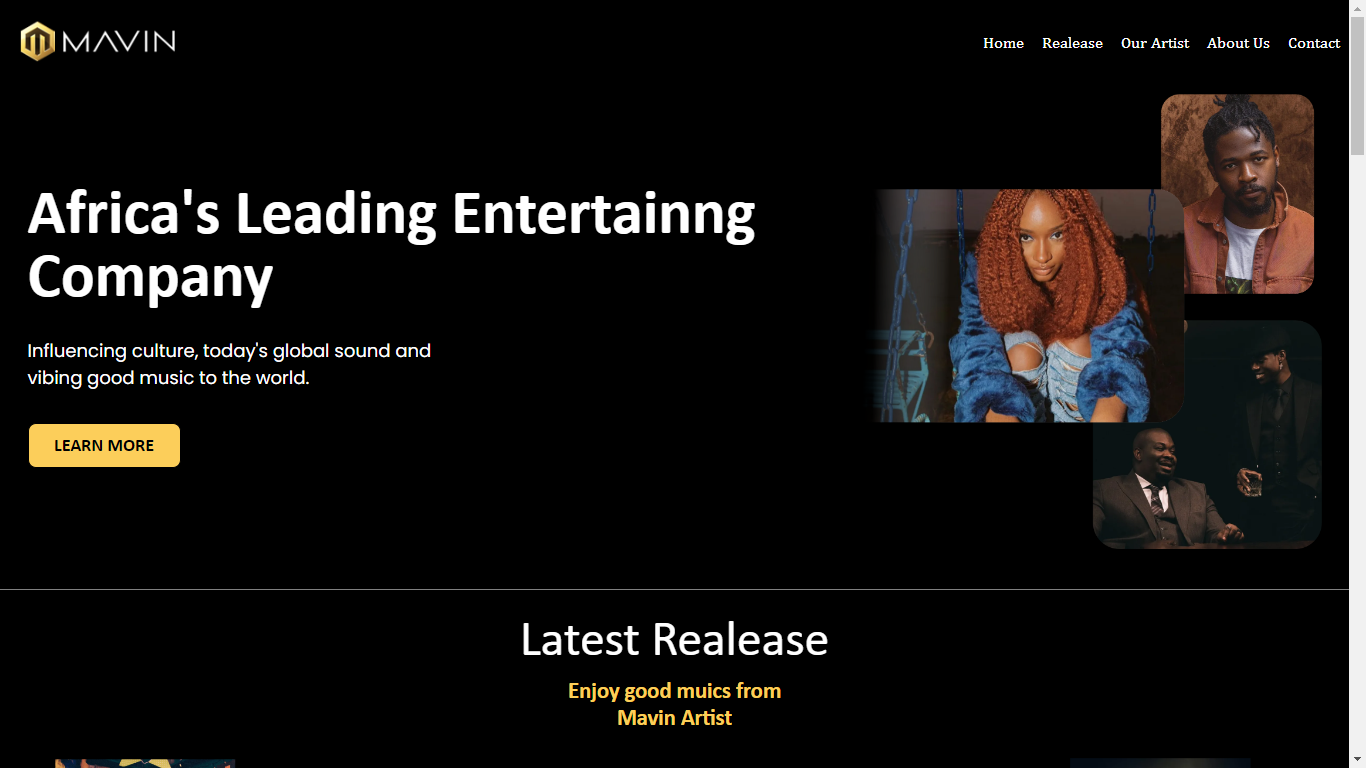 MAVIN
Home Realease Our Artist About Us Contact
Africa's Leading Entertainng
Company
Influencing culture, today's global sound and
vibing good music to the world.
LEARN MORE
Latest Realease
Enjoy good muics from
Mavin Artist